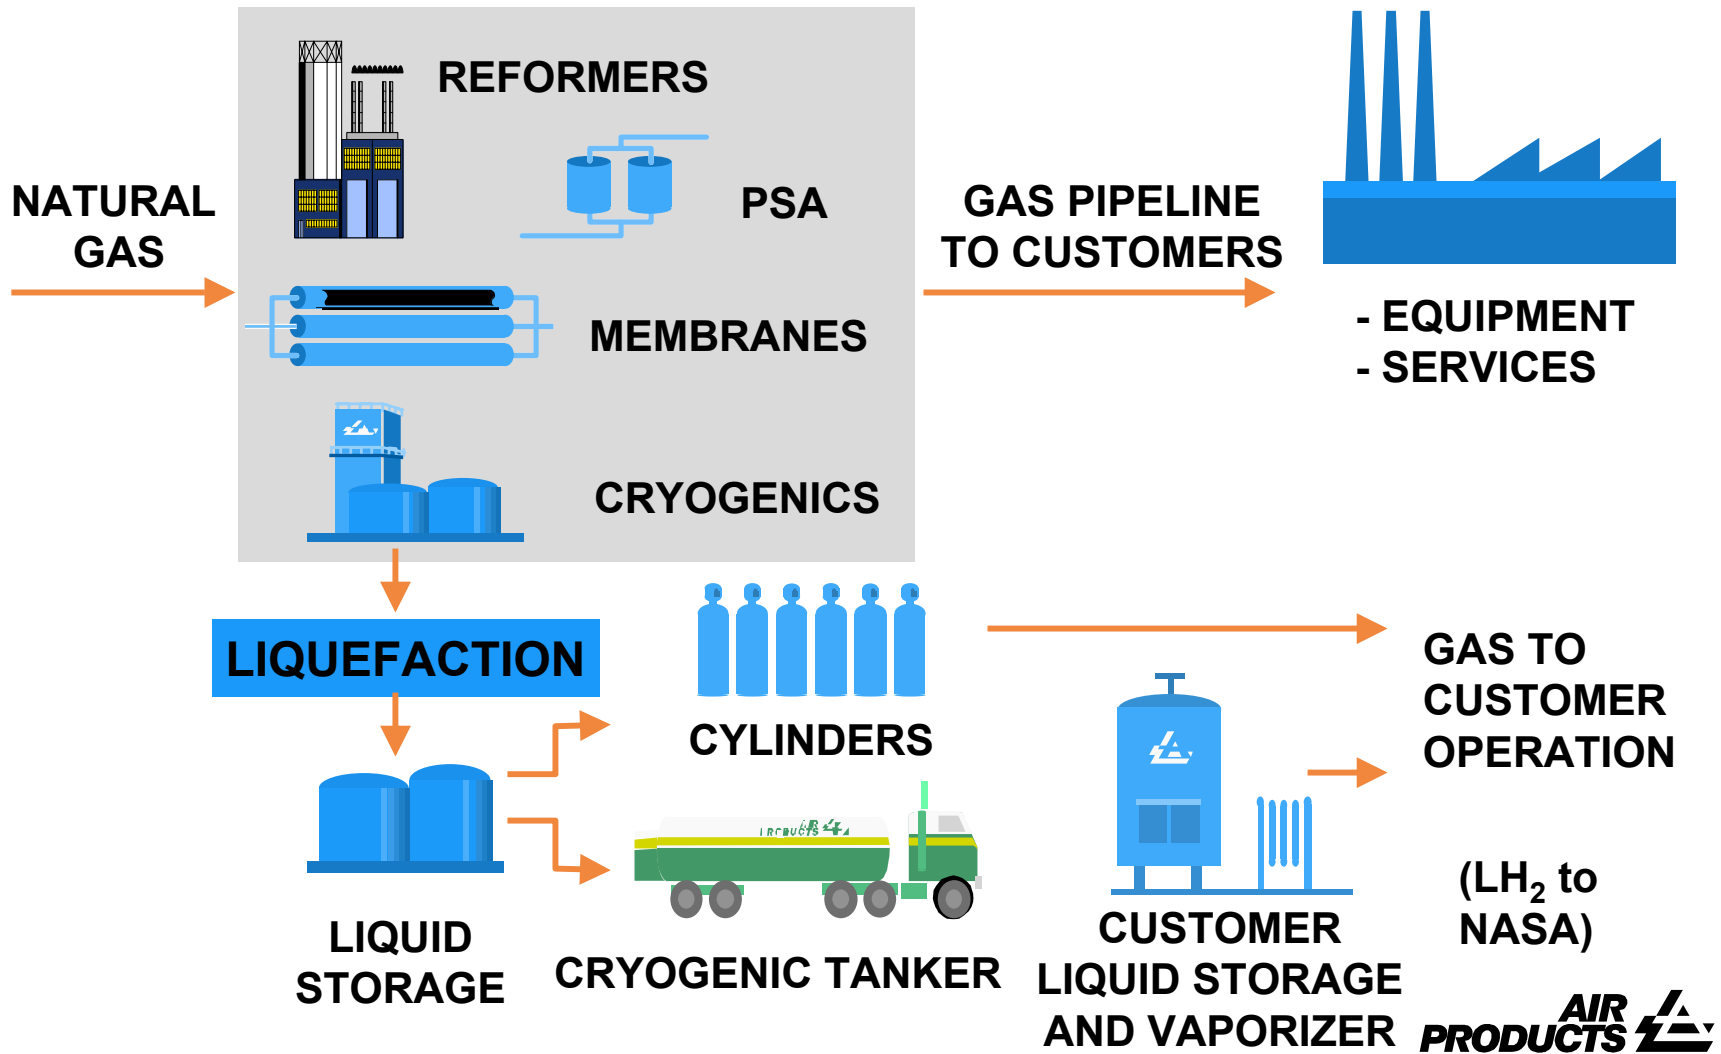 REFORMERS
PSA
NATURAL
GAS
MEMBRANES
CRYOGENICS
GAS PIPELINE
TO CUSTOMERS
- EQUIPMENT
- SERVICES
LIQUEFACTION
CYLINDERS
GAS TO
CUSTOMER
OPERATION
AIR
LIQUID
STORAGE
CRYOGENIC TANKER
CUSTOMER
LIQUID STORAGE
AND VAPORIZER
(LH₂ to
NASA)
AIR
PRODUCTS